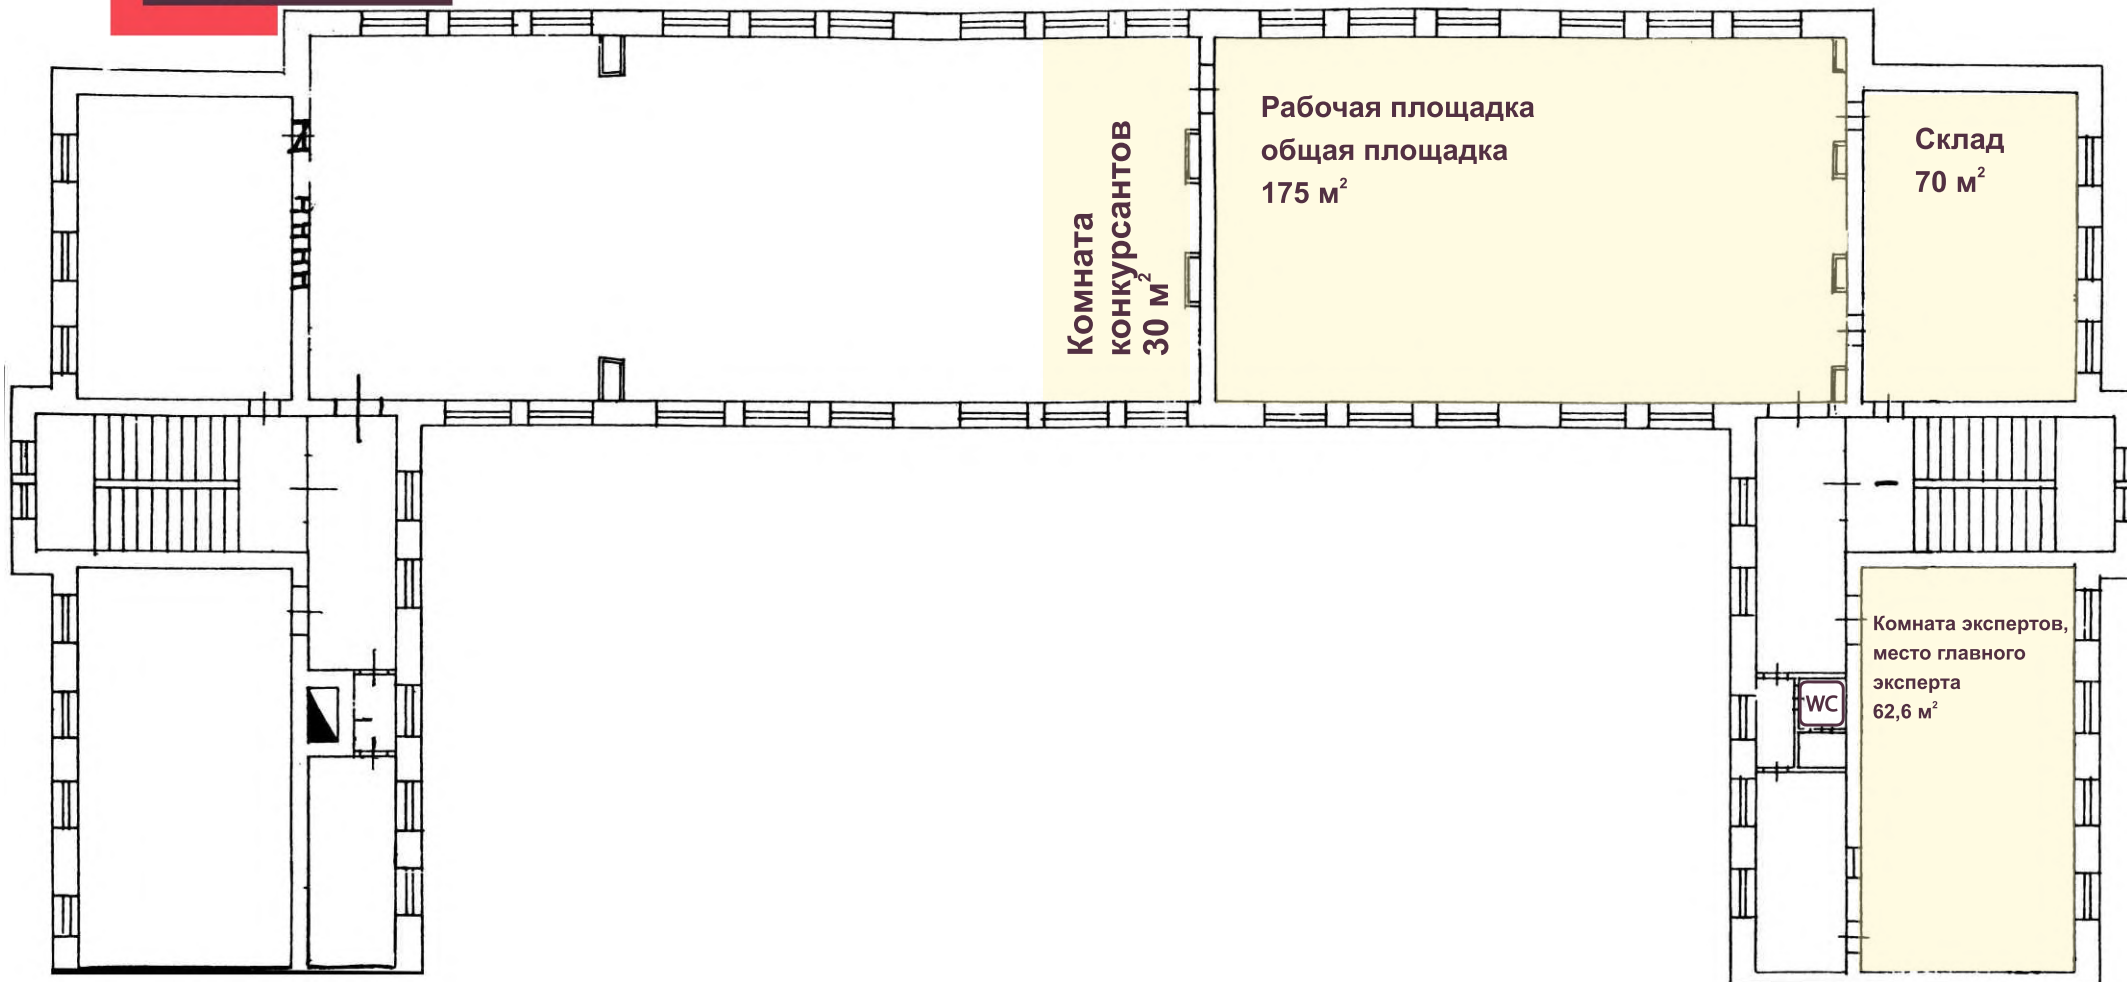 Комната
конкурсантов
30 м²
Рабочая площадка
общая площадка
175 м²
Склад
70 м²
Комната экспертов,
место главного
эксперта
62,6 м²
WC